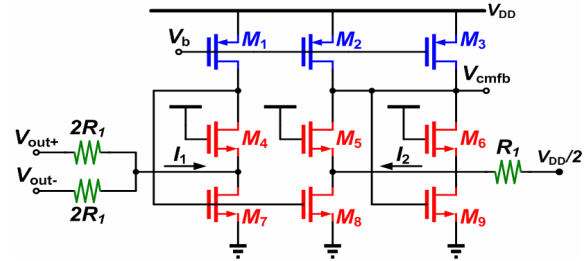 V_DD
V_b
M_1
M_2
M_3
V_cmfb
2R_1
V_out+
M_4
M_5
M_6
I_1
I_2
R_1
V_DD/2
V_out-
2R_1
M_7
M_8
M_9